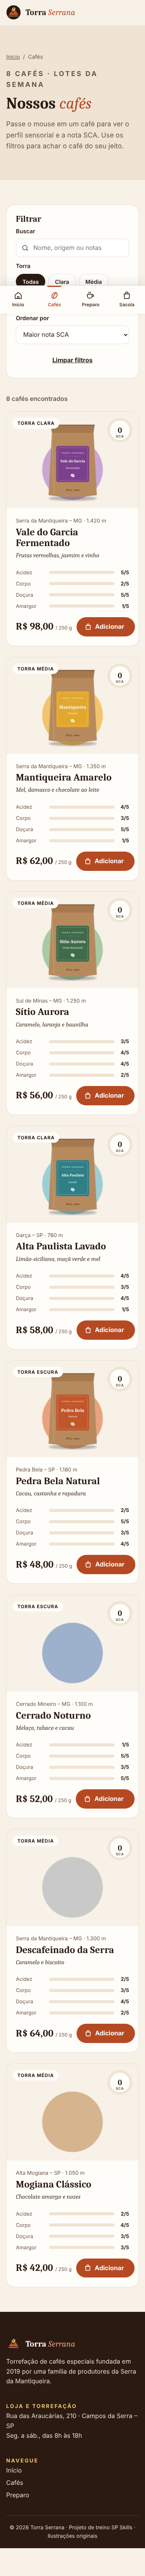 Torra Serrana
Início / Cafés
8 CAFÉS · LOTES DA
SEMANA
Nossos cafés
Passe o mouse em um café para ver o
perfil sensorial e a nota SCA. Use os
filtros para achar o café do seu jeito.
Filtrar
Buscar
Nome, origem ou notas
Torra
Todas
Clara
Média
Início
Cafés
Preparo
Sacola
Ordenar por
Maior nota SCA
Limpar filtros
8 cafés encontrados
TORRA CLARA
0
SCA
Vale do Garcia
Serra da Mantiqueira – MG · 1.420 m
Vale do Garcia
Fermentado
Frutas vermelhas, jasmim e vinho
Acidez 5/5
Corpo 2/5
Doçura 5/5
Amargor 1/5
R$ 98,00 / 250 g
Adicionar
TORRA MÉDIA
0
SCA
Mantiqueira
Serra da Mantiqueira – MG · 1.350 m
Mantiqueira Amarelo
Mel, damasco e chocolate ao leite
Acidez 4/5
Corpo 3/5
Doçura 5/5
Amargor 1/5
R$ 62,00 / 250 g
Adicionar
TORRA MÉDIA
0
SCA
Sítio Aurora
Sul de Minas – MG · 1.250 m
Sítio Aurora
Caramelo, laranja e baunilha
Acidez 3/5
Corpo 4/5
Doçura 4/5
Amargor 2/5
R$ 56,00 / 250 g
Adicionar
TORRA CLARA
0
SCA
Alta Paulista
Garça – SP · 780 m
Alta Paulista Lavado
Limão-siciliano, maçã verde e mel
Acidez 4/5
Corpo 3/5
Doçura 4/5
Amargor 1/5
R$ 58,00 / 250 g
Adicionar
TORRA ESCURA
0
SCA
Pedra Bela
Pedra Bela – SP · 1.180 m
Pedra Bela Natural
Cacau, castanha e rapadura
Acidez 2/5
Corpo 5/5
Doçura 3/5
Amargor 4/5
R$ 48,00 / 250 g
Adicionar
TORRA ESCURA
0
SCA
Cerrado Mineiro – MG · 1.100 m
Cerrado Noturno
Melaço, tabaco e cacau
Acidez 1/5
Corpo 5/5
Doçura 3/5
Amargor 5/5
R$ 52,00 / 250 g
Adicionar
TORRA MÉDIA
0
SCA
Serra da Mantiqueira – MG · 1.300 m
Descafeinado da Serra
Caramelo e biscoito
Acidez 2/5
Corpo 3/5
Doçura 4/5
Amargor 2/5
R$ 64,00 / 250 g
Adicionar
TORRA MÉDIA
0
SCA
Alta Mogiana – SP · 1.050 m
Mogiana Clássico
Chocolate amargo e nozes
Acidez 2/5
Corpo 4/5
Doçura 3/5
Amargor 3/5
R$ 42,00 / 250 g
Adicionar
Torra Serrana
Torrefação de cafés especiais fundada em
2019 por uma família de produtores da Serra
da Mantiqueira.
LOJA E TORREFAÇÃO
Rua das Araucárias, 210 · Campos da Serra –
SP
Seg. a sáb., das 8h às 18h
NAVEGUE
Início
Cafés
Preparo
© 2026 Torra Serrana · Projeto de treino SP Skills ·
Ilustrações originais